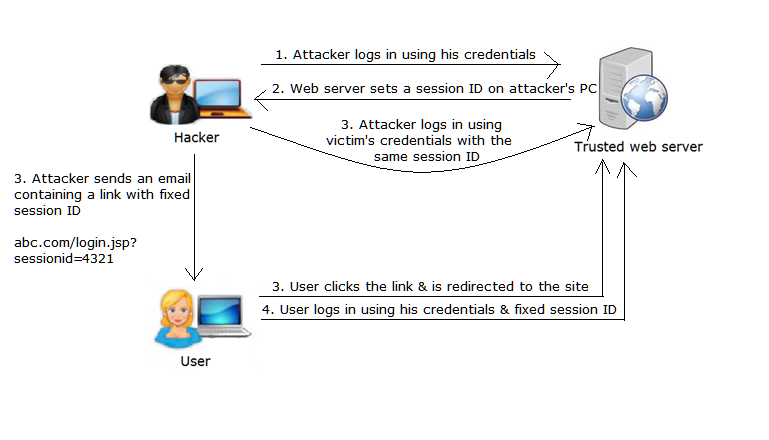 1. Attacker logs in using his credentials
2. Web server sets a session ID on attacker's PC
3. Attacker logs in using
victim's credentials with the
same session ID
Hacker
Trusted web server
3. Attacker sends an email
containing a link with fixed
session ID
abc.com/login.jsp?
sessionid=4321
3. User clicks the link & is redirected to the site
4. User logs in using his credentials & fixed session ID
User